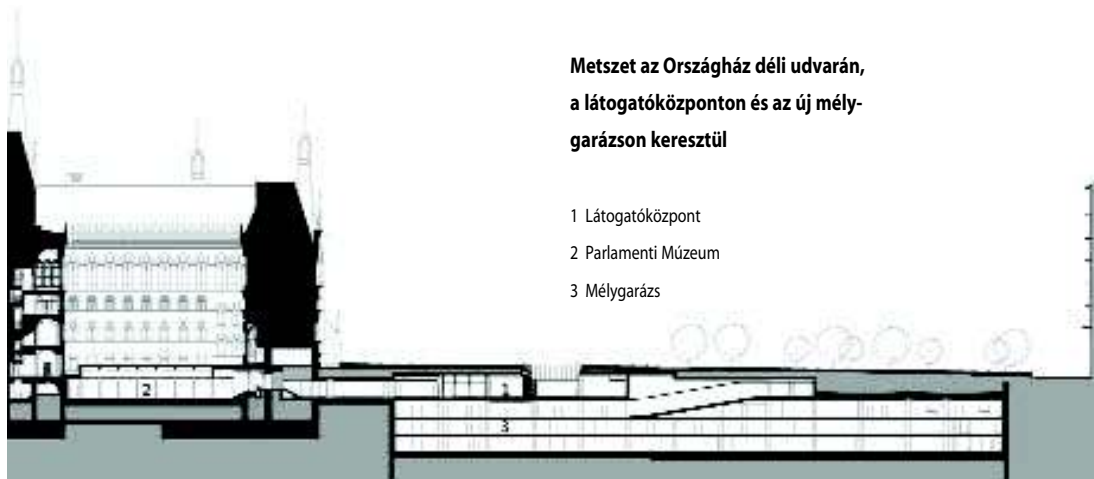 Metszet az Országház déli udvarán,
a látogatóközponton és az új mély-
garázson keresztül
1 Látogatóközpont
2 Parlamenti Múzeum
3 Mélygarázs
2
1
3